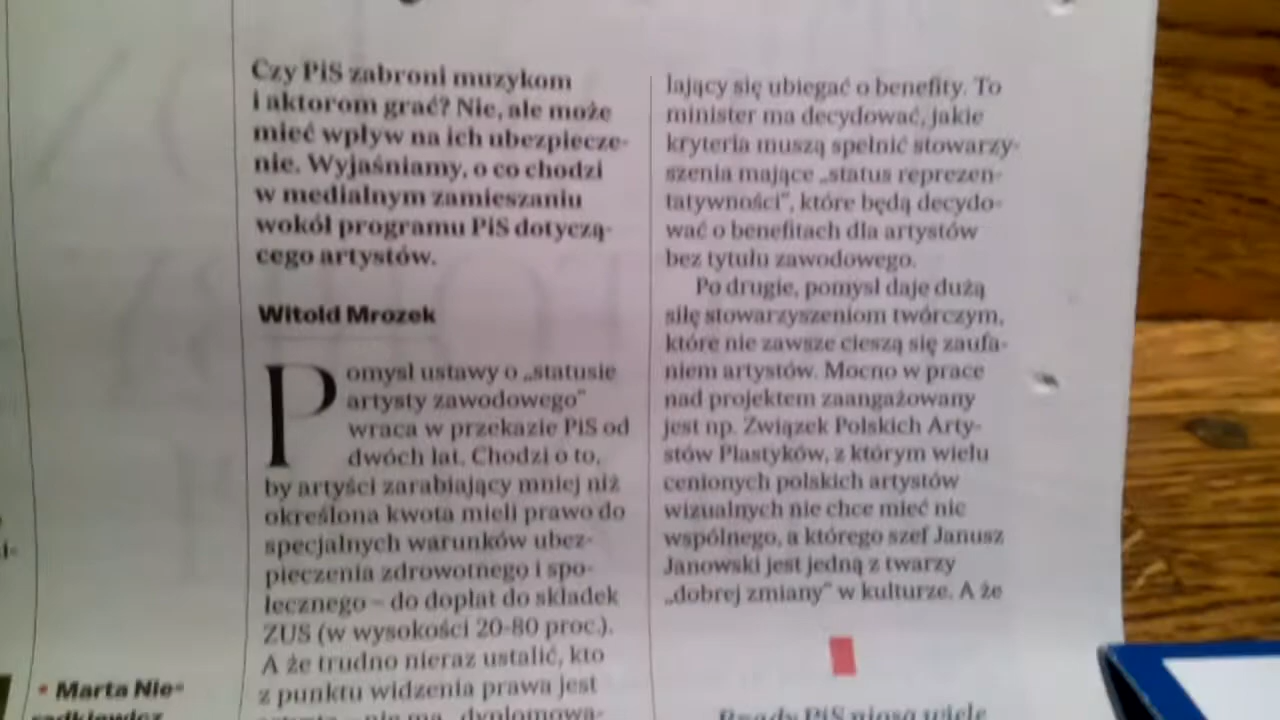 Czy PiS zabroni muzykom
i aktorom grać? Nie, ale może
mieć wpływ na ich ubezpiecze-
nie. Wyjaśniamy, o co chodzi
w medialnym zamieszaniu
wokół programu PiS dotyczą-
cego artystów.
Witold Mrozek
Pomysł ustawy o „statusie
artysty zawodowego”
wraca w przekazie PiS od
dwóch lat. Chodzi o to,
by artyści zarabiający mniej niż
określona kwota mieli prawo do
specjalnych warunków ubez-
pieczenia zdrowotnego i spo-
łecznego – do dopłat do składek
ZUS (w wysokości 20-80 proc.).
A że trudno nieraz ustalić, kto
z punktu widzenia prawa jest
lający się ubiegać o benefity. To
minister ma decydować, jakie
kryteria muszą spełnić stowarzy-
szenia mające „status reprezen-
tatywności”, które będą decydo-
wać o benefitach dla artystów
bez tytułu zawodowego.
Po drugie, pomysł daje dużą
siłę stowarzyszeniom twórczym,
które nie zawsze cieszą się zaufa-
niem artystów. Mocno w prace
nad projektem zaangażowany
jest np. Związek Polskich Arty-
stów Plastyków, z którym wielu
cenionych polskich artystów
wizualnych nie chce mieć nic
wspólnego, a którego szef Janusz
Janowski jest jedną z twarzy
„dobrej zmiany” w kulturze. A że
• Marta Nie-